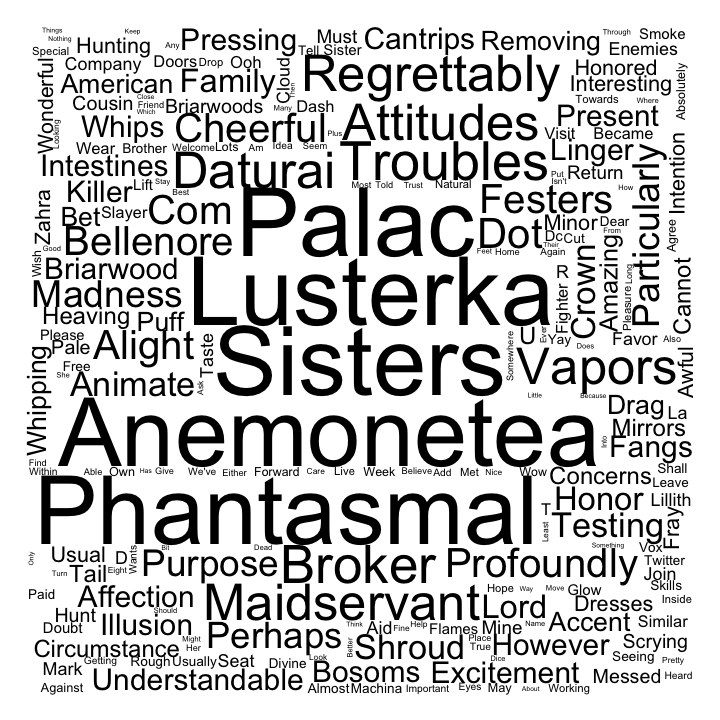 Things Keep Through Smoke
Nothing Any Pressing Must Cantrips Removing
Special Hunting Tell Sister Enemies
Company Doors Drop Ooh Cloud Then Regrettably Honored
Wonderful American Family Interesting Absolutely
Close
Cousin Friend Briarwoods Many Dash Towards Where
Which
Looking Whips Cheerful Plus Attitudes Present
Visit Became
Wear Brother Welcome Lots Am Idea Seem Linger
Intestines Daturai Troubles Put Return Intention
Isn't
Killer Lift Stay Best Most Told Trust Natural How
Zahra Bet Slayer Com Palac Festers Particularly
Minor Dear
Good Bellenore Dot Dc Cut From Agree
Their
Wish Feet Home Again
Briarwood Lusterka R Crown Amazing Long Cannot
Madness Fighter Pleasure
Heaving Puff
Please Alight Taste Sisters Somewhere U Ever Yay Favor Also
Pale Does
Free Vapors Awful
She Animate Ask
Whipping Little Because Drag La
Anemonetea Into Mirrors
Fangs
Find
Within Able Own Has Give We've Either Forward Care Live Week Believe Add Met Nice Wow Concerns Shall
Leave
Phantasmal Honor Lillith
T Testing Fray
Least
Only Usual D Wants Bit Dead Something Vox
Tail Eight Purpose Broker Profoundly Twitter
Turn Join
Paid Affection Maidservant Hope Way Move Glow Skills
Inside
Hunt Should Lord Dresses
Doubt Illusion Might Perhaps Think Aid Fine Help Flames Mine Name Accent Similar
Circumstance Her Better Shroud Place However Scrying
True
Mark Getting Rough Usually Seat Divine Look Dice Seeing Pretty
Against Understandable Bosoms Excitement Messed Heard
Almost Machina Important Eyes May About Working